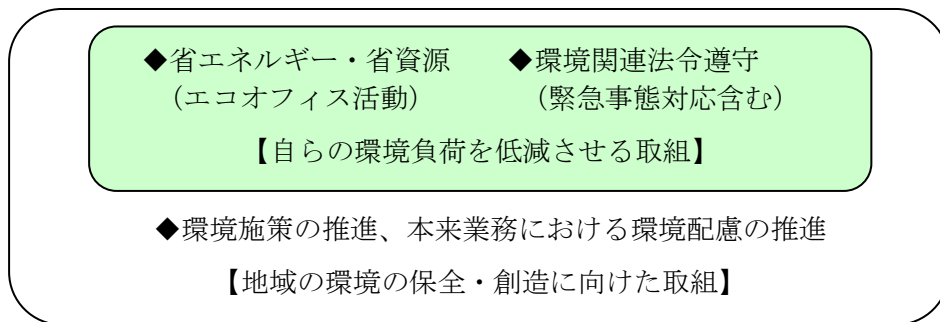 ◆省エネルギー・省資源 ◆環境関連法令遵守
(エコオフィス活動) (緊急事態対応含む)
【自らの環境負荷を低減させる取組】
◆環境施策の推進、本来業務における環境配慮の推進
【地域の環境の保全・創造に向けた取組】